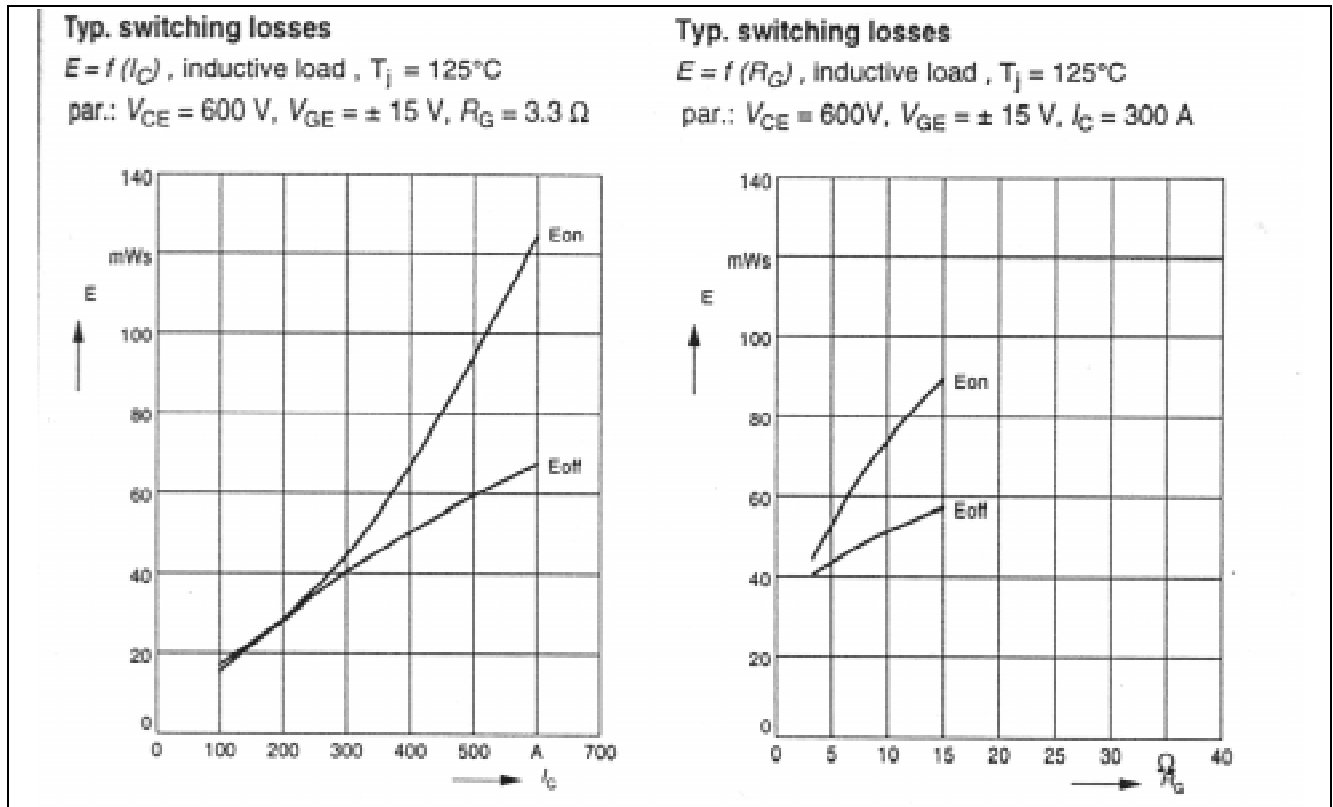 Typ. switching losses
E = f (IC) , inductive load , Tj = 125°C
par.: VCE = 600 V, VGE = ± 15 V, RG = 3.3 Ω
140
mWs
E
100
80
60
40
20
0
Eon
Eoff
0 100 200 300 400 500 A 700
IC
Typ. switching losses
E = f (RG) , inductive load , Tj = 125°C
par.: VCE = 600V, VGE = ± 15 V, IC = 300 A
140
mWs
E
100
80
60
40
20
0
Eon
Eoff
0 5 10 15 20 25 30 Ω 40
RG